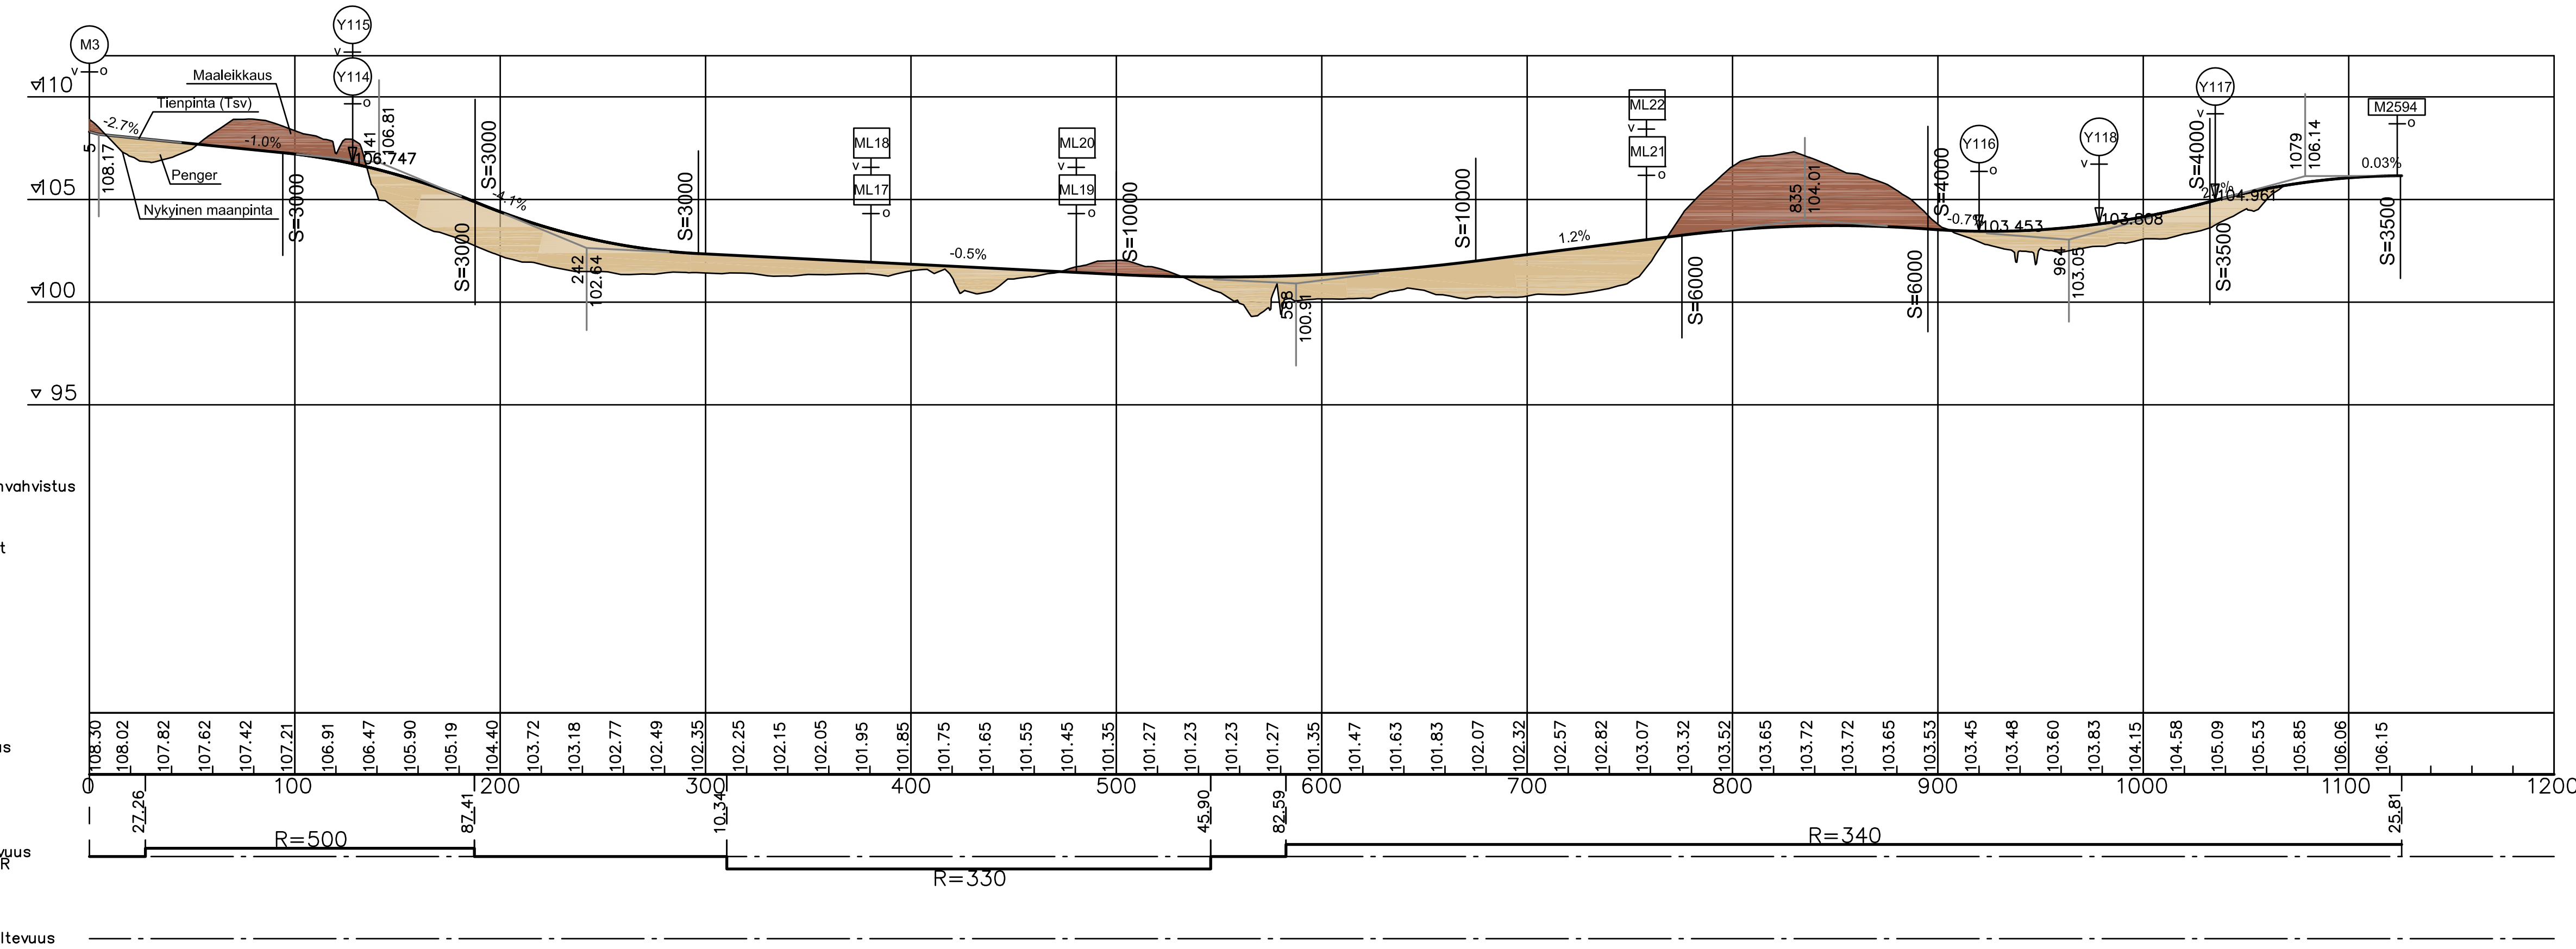 Y115
M3
v
v o
Y114
o
Maaleikkaus
Tienpinta (Tsv)
110
-2.7%
-1.0%
5
108.17
141
106.81
106.747
Penger
Nykyinen maanpinta
S=3000
S=3000
S=3000
-4.1%
S=3000
242
102.64
ML18
v
ML17
o
-0.5%
ML20
v
ML19
o
S=10000
588
100.91
S=10000
1.2%
ML22
v
ML21
o
S=6000
835
104.01
S=6000
S=4000
-0.7%
Y116
o
103.453
964
103.05
Y118
v
103.808
Y117
v
S=4000
104.961
S=3500
1079
106.14
M2594
o
0.03%
S=3500
105
100
95
nvahvistus
t
us
108.30 108.02 107.82 107.62 107.42 107.21 106.91 106.47 105.90 105.19 104.40 103.72 103.18 102.77 102.49 102.35 102.25 102.15 102.05 101.95 101.85 101.75 101.65 101.55 101.45 101.35 101.27 101.23 101.23 101.27 101.35 101.47 101.63 101.83 102.07 102.32 102.57 102.82 103.07 103.32 103.52 103.65 103.72 103.72 103.65 103.53 103.45 103.48 103.60 103.83 104.15 104.58 105.09 105.53 105.85 106.06 106.15
0 100 200 300 400 500 600 700 800 900 1000 1100 1200
27.26 87.41 10.34 45.90 82.59 25.81
R=500
R=340
vuus
R
R=330
ltevuus